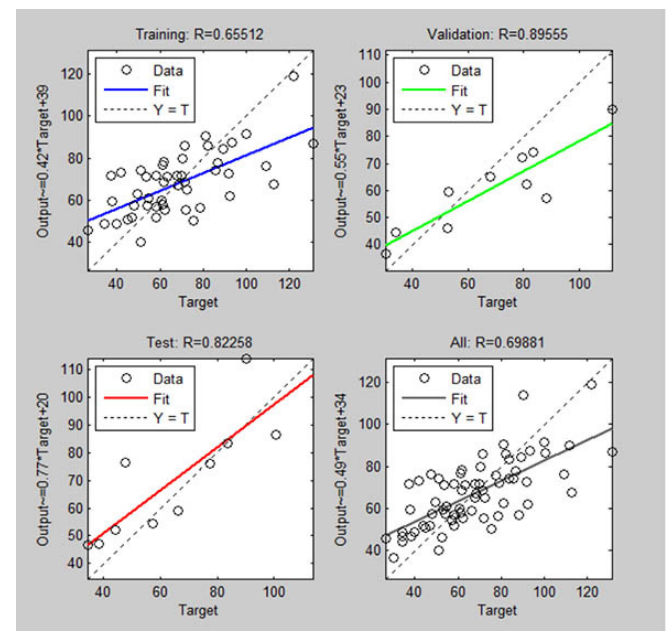 Training: R=0.65512
Output~=0.42*Target+39
120
100
80
60
40
Data
Fit
Y = T
40 60 80 100 120
Target
Validation: R=0.89555
Output~=0.55*Target+23
110
100
90
80
70
60
50
40
Data
Fit
Y = T
40 60 80 100
Target
Test: R=0.82258
Output~=0.77*Target+20
110
100
90
80
70
60
50
40
Data
Fit
Y = T
40 60 80 100
Target
All: R=0.69881
Output~=0.49*Target+34
120
100
80
60
40
Data
Fit
Y = T
40 60 80 100 120
Target